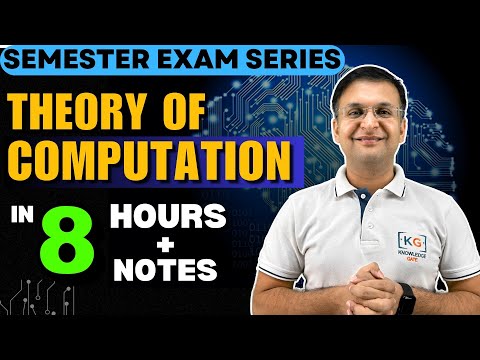 SEMESTER EXAM SERIES
THEORY OF
COMPUTATION
IN 8 HOURS
+
NOTES
KG
KNOWLEDGE
GATE